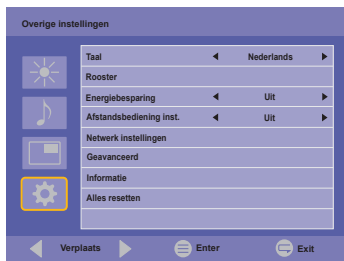 Overige instellingen
Taal Nederlands
Rooster
Energiebesparing Uit
Afstandsbediening inst. Uit
Netwerk instellingen
Geavanceerd
Informatie
Alles resetten
Verplaats Enter Exit